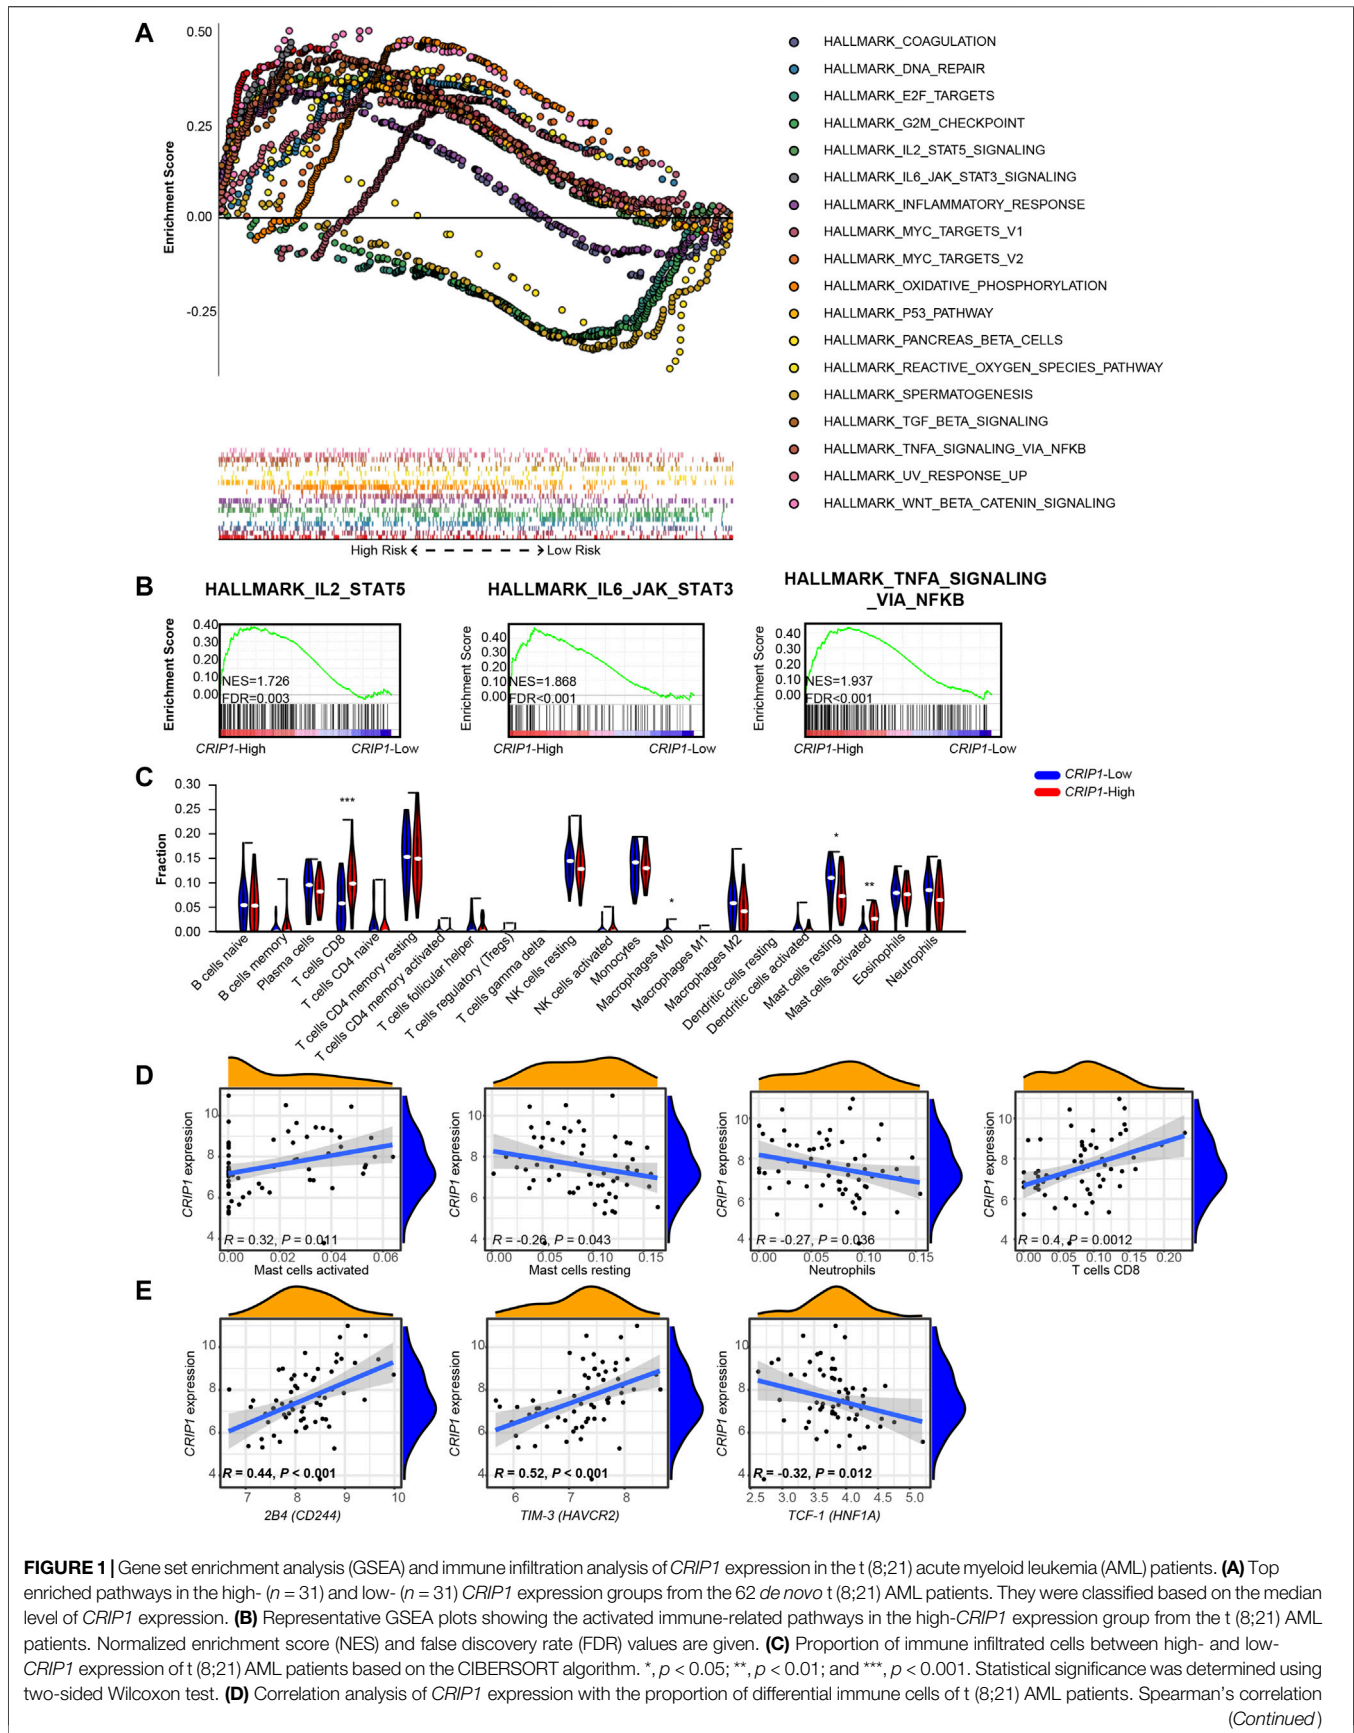 A
0.50
0.25
0.00
-0.25
Enrichment Score
HALLMARK_COAGULATION
HALLMARK_DNA_REPAIR
HALLMARK_E2F_TARGETS
HALLMARK_G2M_CHECKPOINT
HALLMARK_IL2_STAT5_SIGNALING
HALLMARK_IL6_JAK_STAT3_SIGNALING
HALLMARK_INFLAMMATORY_RESPONSE
HALLMARK_MYC_TARGETS_V1
HALLMARK_MYC_TARGETS_V2
HALLMARK_OXIDATIVE_PHOSPHORYLATION
HALLMARK_P53_PATHWAY
HALLMARK_PANCREAS_BETA_CELLS
HALLMARK_REACTIVE_OXYGEN_SPECIES_PATHWAY
HALLMARK_SPERMATOGENESIS
HALLMARK_TGF_BETA_SIGNALING
HALLMARK_TNFA_SIGNALING_VIA_NFKB
HALLMARK_UV_RESPONSE_UP
HALLMARK_WNT_BETA_CATENIN_SIGNALING
High Risk Low Risk
B
HALLMARK_IL2_STAT5
Enrichment Score
0.40
0.30
0.20
0.10
0.00
NES=1.726
FDR=0.003
CRIP1-High CRIP1-Low
HALLMARK_IL6_JAK_STAT3
Enrichment Score
0.40
0.30
0.20
0.10
0.00
NES=1.868
FDR<0.001
CRIP1-High CRIP1-Low
HALLMARK_TNFA_SIGNALING
_VIA_NFKB
Enrichment Score
0.40
0.30
0.20
0.10
0.00
NES=1.937
FDR<0.001
CRIP1-High CRIP1-Low
C
Fraction
0.30
0.25
0.20
0.15
0.10
0.05
0.00
***
*
*
**
CRIP1-Low
CRIP1-High
B cells naive
B cells memory
Plasma cells
T cells CD8
T cells CD4 naive
T cells CD4 memory resting
T cells CD4 memory activated
T cells follicular helper
T cells regulatory (Tregs)
T cells gamma delta
NK cells resting
NK cells activated
Monocytes
Macrophages M0
Macrophages M1
Macrophages M2
Dendritic cells resting
Dendritic cells activated
Mast cells resting
Mast cells activated
Eosinophils
Neutrophils
D
CRIP1 expression
10
8
6
4
R = 0.32, P = 0.011
0.00 0.02 0.04 0.06
Mast cells activated
CRIP1 expression
10
8
6
4
R = -0.26, P = 0.043
0.00 0.05 0.10 0.15
Mast cells resting
CRIP1 expression
10
8
6
4
R = -0.27, P = 0.036
0.00 0.05 0.10 0.15
Neutrophils
CRIP1 expression
10
8
6
4
R = 0.4, P = 0.0012
0.00 0.05 0.10 0.15 0.20
T cells CD8
E
CRIP1 expression
10
8
6
4
R = 0.44, P < 0.001
7 8 9 10
2B4 (CD244)
CRIP1 expression
10
8
6
4
R = 0.52, P < 0.001
6 7 8
TIM-3 (HAVCR2)
CRIP1 expression
10
8
6
4
R = -0.32, P = 0.012
2.5 3.0 3.5 4.0 4.5 5.0
TCF-1 (HNF1A)
FIGURE 1 | Gene set enrichment analysis (GSEA) and immune infiltration analysis of CRIP1 expression in the t (8;21) acute myeloid leukemia (AML) patients. (A) Top
enriched pathways in the high- (n = 31) and low- (n = 31) CRIP1 expression groups from the 62 de novo t (8;21) AML patients. They were classified based on the median
level of CRIP1 expression. (B) Representative GSEA plots showing the activated immune-related pathways in the high-CRIP1 expression group from the t (8;21) AML
patients. Normalized enrichment score (NES) and false discovery rate (FDR) values are given. (C) Proportion of immune infiltrated cells between high- and low-
CRIP1 expression of t (8;21) AML patients based on the CIBERSORT algorithm. *, p < 0.05; **, p < 0.01; and ***, p < 0.001. Statistical significance was determined using
two-sided Wilcoxon test. (D) Correlation analysis of CRIP1 expression with the proportion of differential immune cells of t (8;21) AML patients. Spearman's correlation
(Continued)